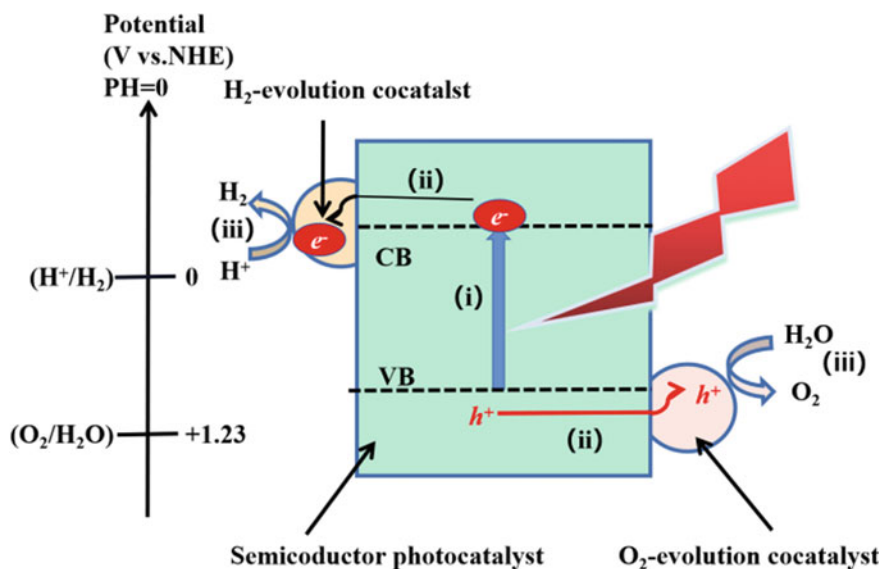 Potential
(V vs.NHE)
PH=0
H₂-evolution cocatalst
(ii)
H₂
e⁻
(iii)
e⁻
H⁺
CB
(H⁺/H₂)
0
(i)
H₂O
(iii)
VB
O₂
h⁺
h⁺
(O₂/H₂O)
+1.23
(ii)
Semicoductor photocatalyst
O₂-evolution cocatalyst